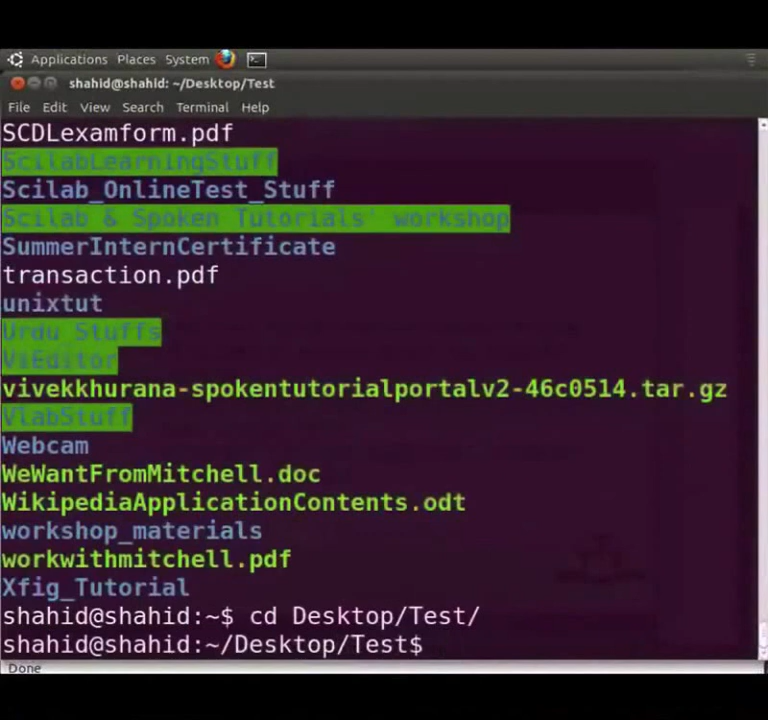 Applications Places System
shahid@shahid: ~/Desktop/Test
File Edit View Search Terminal Help
SCDLexamform.pdf
ScilabLearningStuff
Scilab_OnlineTest_Stuff
Scilab & Spoken Tutorials' workshop
SummerInternCertificate
transaction.pdf
unixtut
Urdu Stuffs
ViEditor
vivekkhurana-spokentutorialportalv2-46c0514.tar.gz
VlabStuff
Webcam
WeWantFromMitchell.doc
WikipediaApplicationContents.odt
workshop_materials
workwithmitchell.pdf
Xfig_Tutorial
shahid@shahid:~$ cd Desktop/Test/
shahid@shahid:~/Desktop/Test$
Done